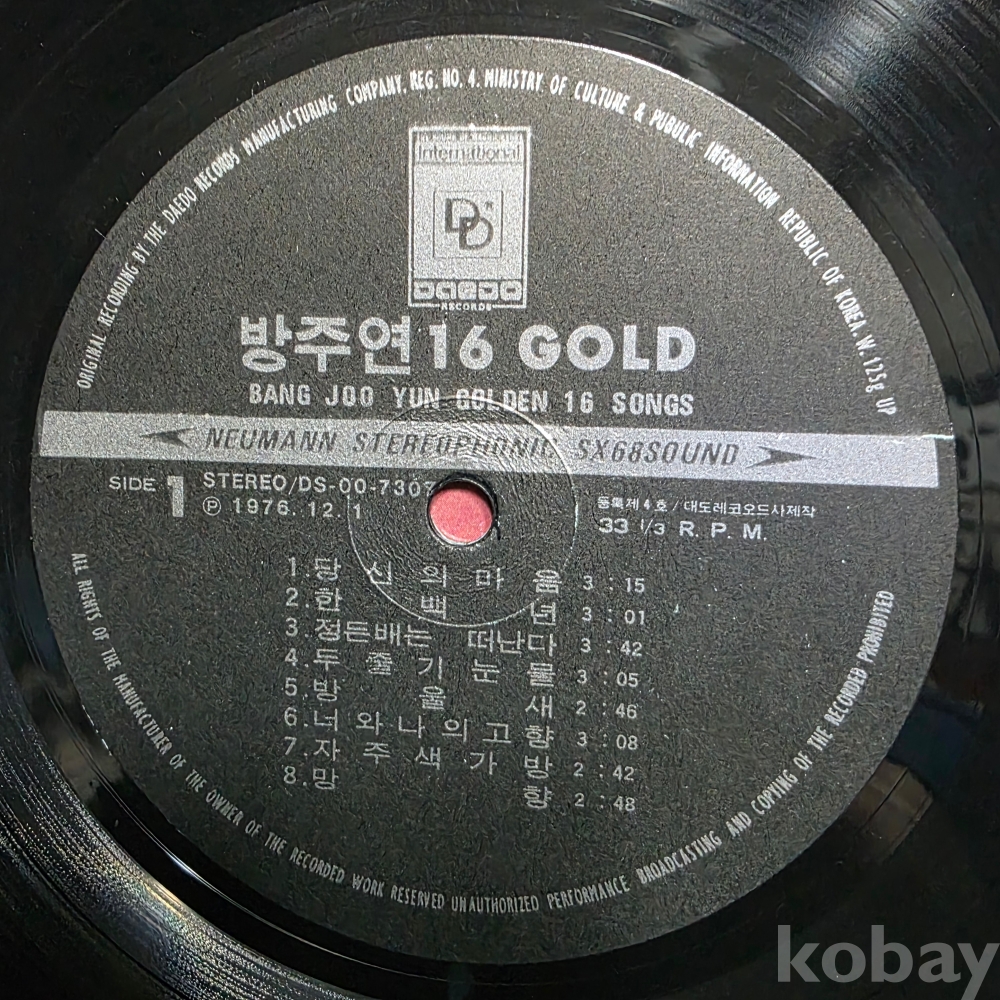 ORIGINAL RECORDING BY THE DAEDO RECORDS MANUFACTURING COMPANY. REG. NO. 4. MINISTRY OF CULTURE & PUBULIC INFORMATION REPUBLIC OF KOREA. W. 125g UP
International
DD
DAEDO
RECORDS
방주연 16 GOLD
BANG JOO YUN GOLDEN 16 SONGS
NEUMANN STEREOPHONIC SX68SOUND
SIDE 1
STEREO/DS-00-730
℗ 1976. 12. 1
등록제 4 호 / 대도레코오드사제작
33 1/3 R. P. M.
1. 당신의마음 3 : 15
2. 한백년 3 : 01
3. 정든배는 떠난다 3 : 42
4. 두줄기눈물 3 : 05
5. 방울새 2 : 46
6. 너와나의고향 3 : 08
7. 자주색가방 2 : 42
8. 망향 2 : 48
ALL RIGHTS OF THE MANUFACTURER OF THE OWNER OF THE RECORDED WORK RESERVED UNAUTHORIZED PERFORMANCE BROADCASTING AND COPYING OF THE RECORDED PROHIBITED
kobay